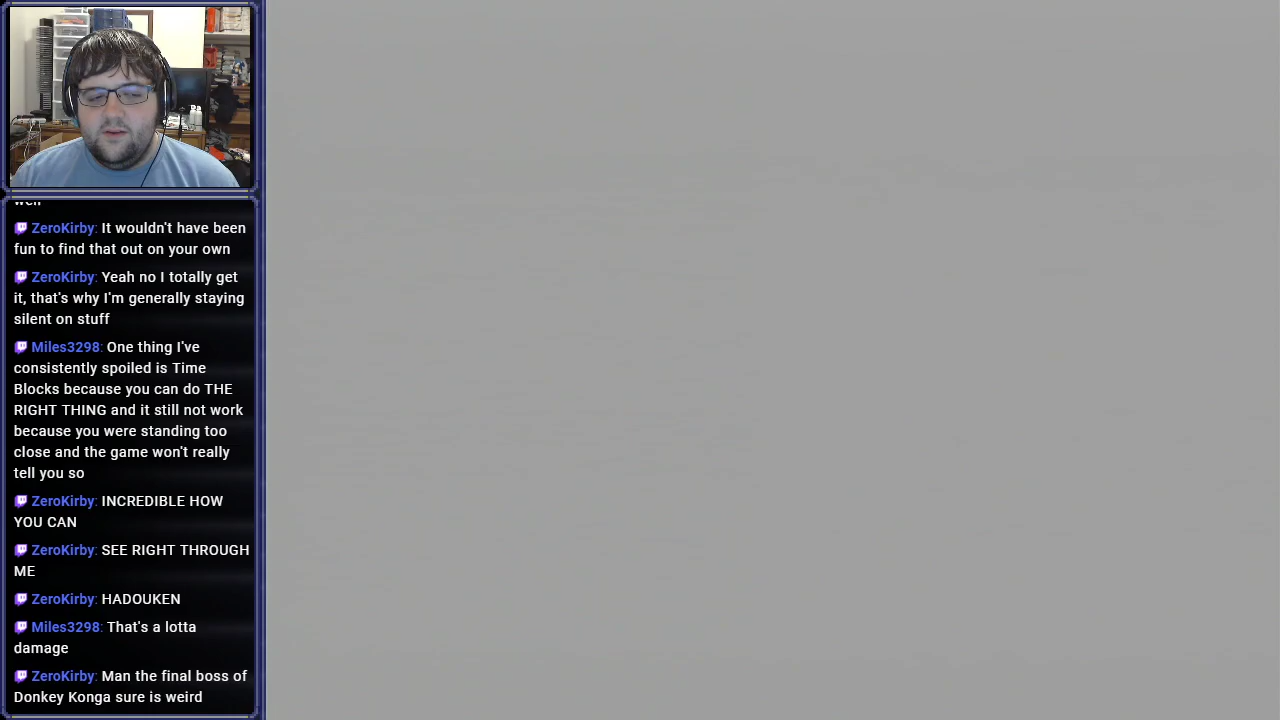 well
ZeroKirby: It wouldn't have been
fun to find that out on your own
ZeroKirby: Yeah no I totally get
it, that's why I'm generally staying
silent on stuff
Miles3298: One thing I've
consistently spoiled is Time
Blocks because you can do THE
RIGHT THING and it still not work
because you were standing too
close and the game won't really
tell you so
ZeroKirby: INCREDIBLE HOW
YOU CAN
ZeroKirby: SEE RIGHT THROUGH
ME
ZeroKirby: HADOUKEN
Miles3298: That's a lotta
damage
ZeroKirby: Man the final boss of
Donkey Konga sure is weird